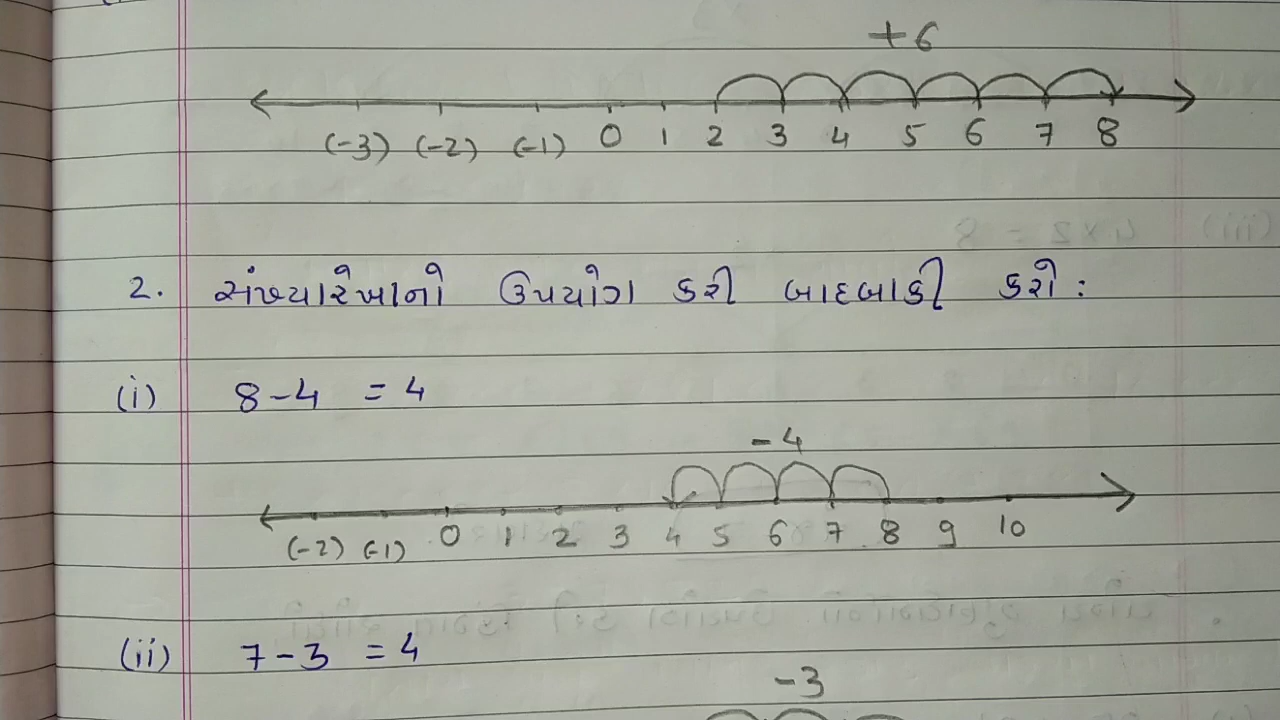 +6
(-3) (-2) (-1) 0 1 2 3 4 5 6 7 8
2. સંખ્યારેખાનો ઉપયોગ કરી બાદબાકી કરો :
(i) 8-4 = 4
-4
(-2) (-1) 0 1 2 3 4 5 6 7 8 9 10
(ii) 7-3 = 4
-3